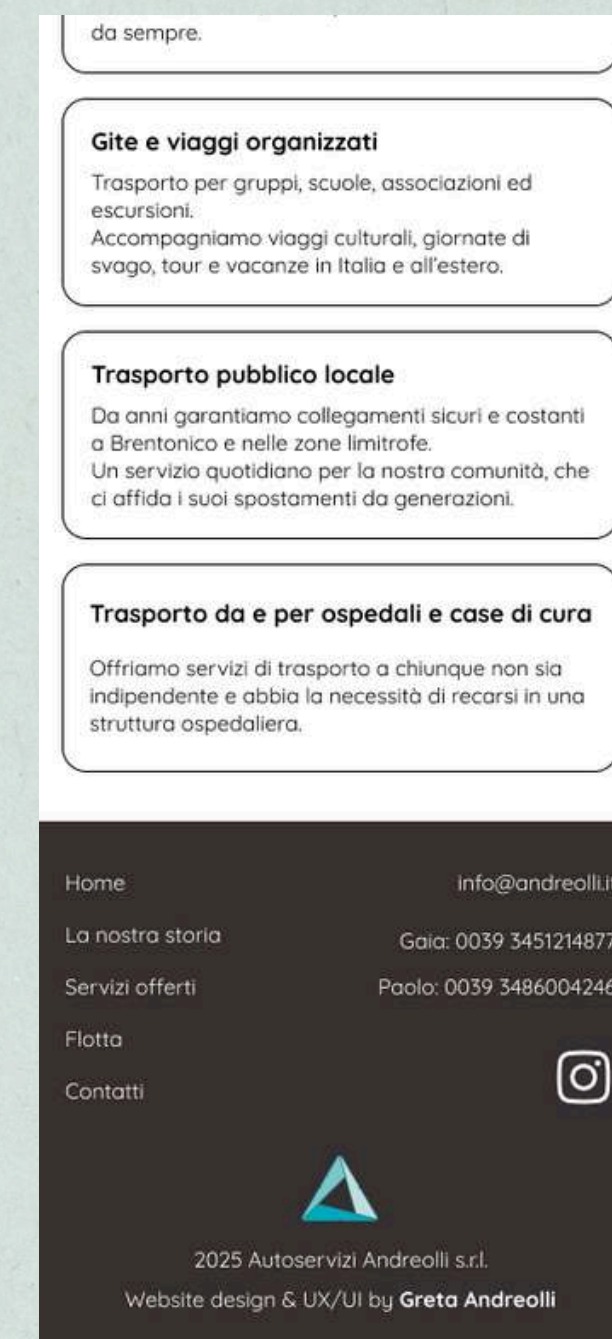 da sempre.
Gite e viaggi organizzati
Trasporto per gruppi, scuole, associazioni ed
escursioni.
Accompagniamo viaggi culturali, giornate di
svago, tour e vacanze in Italia e all'estero.
Trasporto pubblico locale
Da anni garantiamo collegamenti sicuri e costanti
a Brentonico e nelle zone limitrofe.
Un servizio quotidiano per la nostra comunità, che
ci affida i suoi spostamenti da generazioni.
Trasporto da e per ospedali e case di cura
Offriamo servizi di trasporto a chiunque non sia
indipendente e abbia la necessità di recarsi in una
struttura ospedaliera.
Home
La nostra storia
Servizi offerti
Flotta
Contatti
info@andreolli.it
Gaia: 0039 3451214877
Paolo: 0039 3486004246
2025 Autoservizi Andreolli s.r.l.
Website design & UX/UI by Greta Andreolli